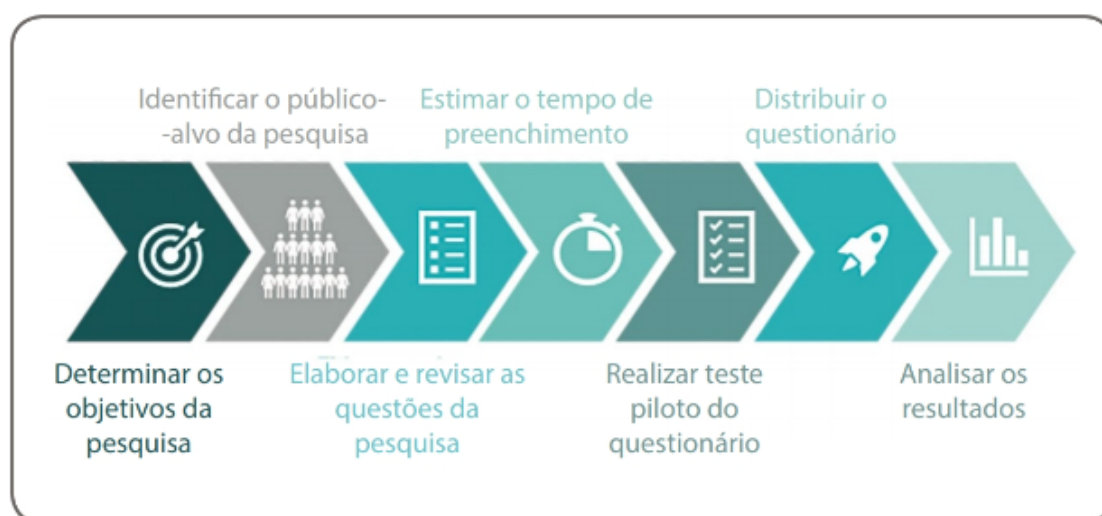 Identificar o público-
-alvo da pesquisa
Estimar o tempo de
preenchimento
Distribuir o
questionário
Determinar os
objetivos da
pesquisa
Elaborar e revisar as
questões da
pesquisa
Realizar teste
piloto do
questionário
Analisar os
resultados